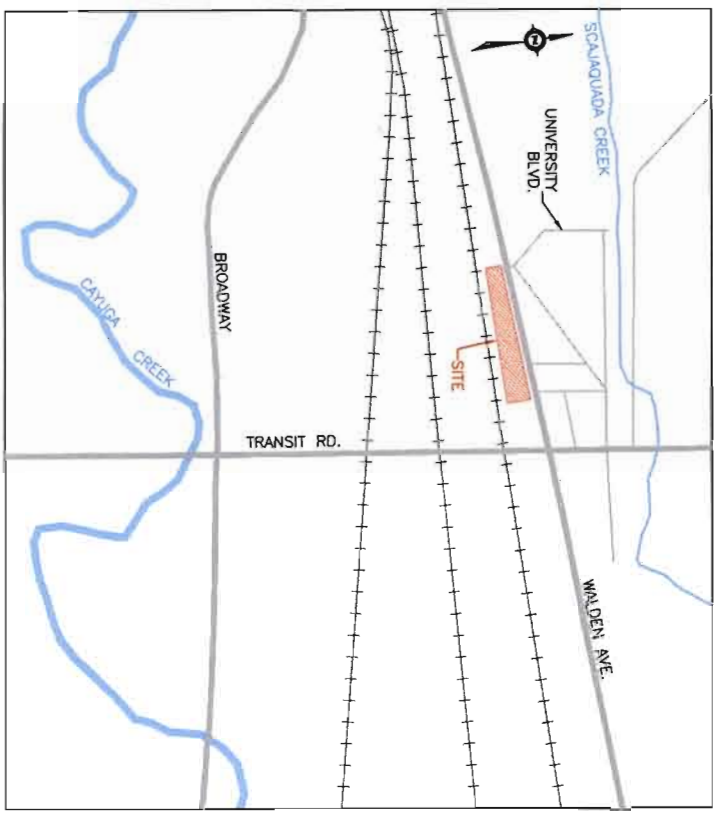 SCAJAQUADA CREEK
UNIVERSITY
BLVD.
N
BROADWAY
SITE
CAYUGA
CREEK
TRANSIT RD.
WALDEN AVE.